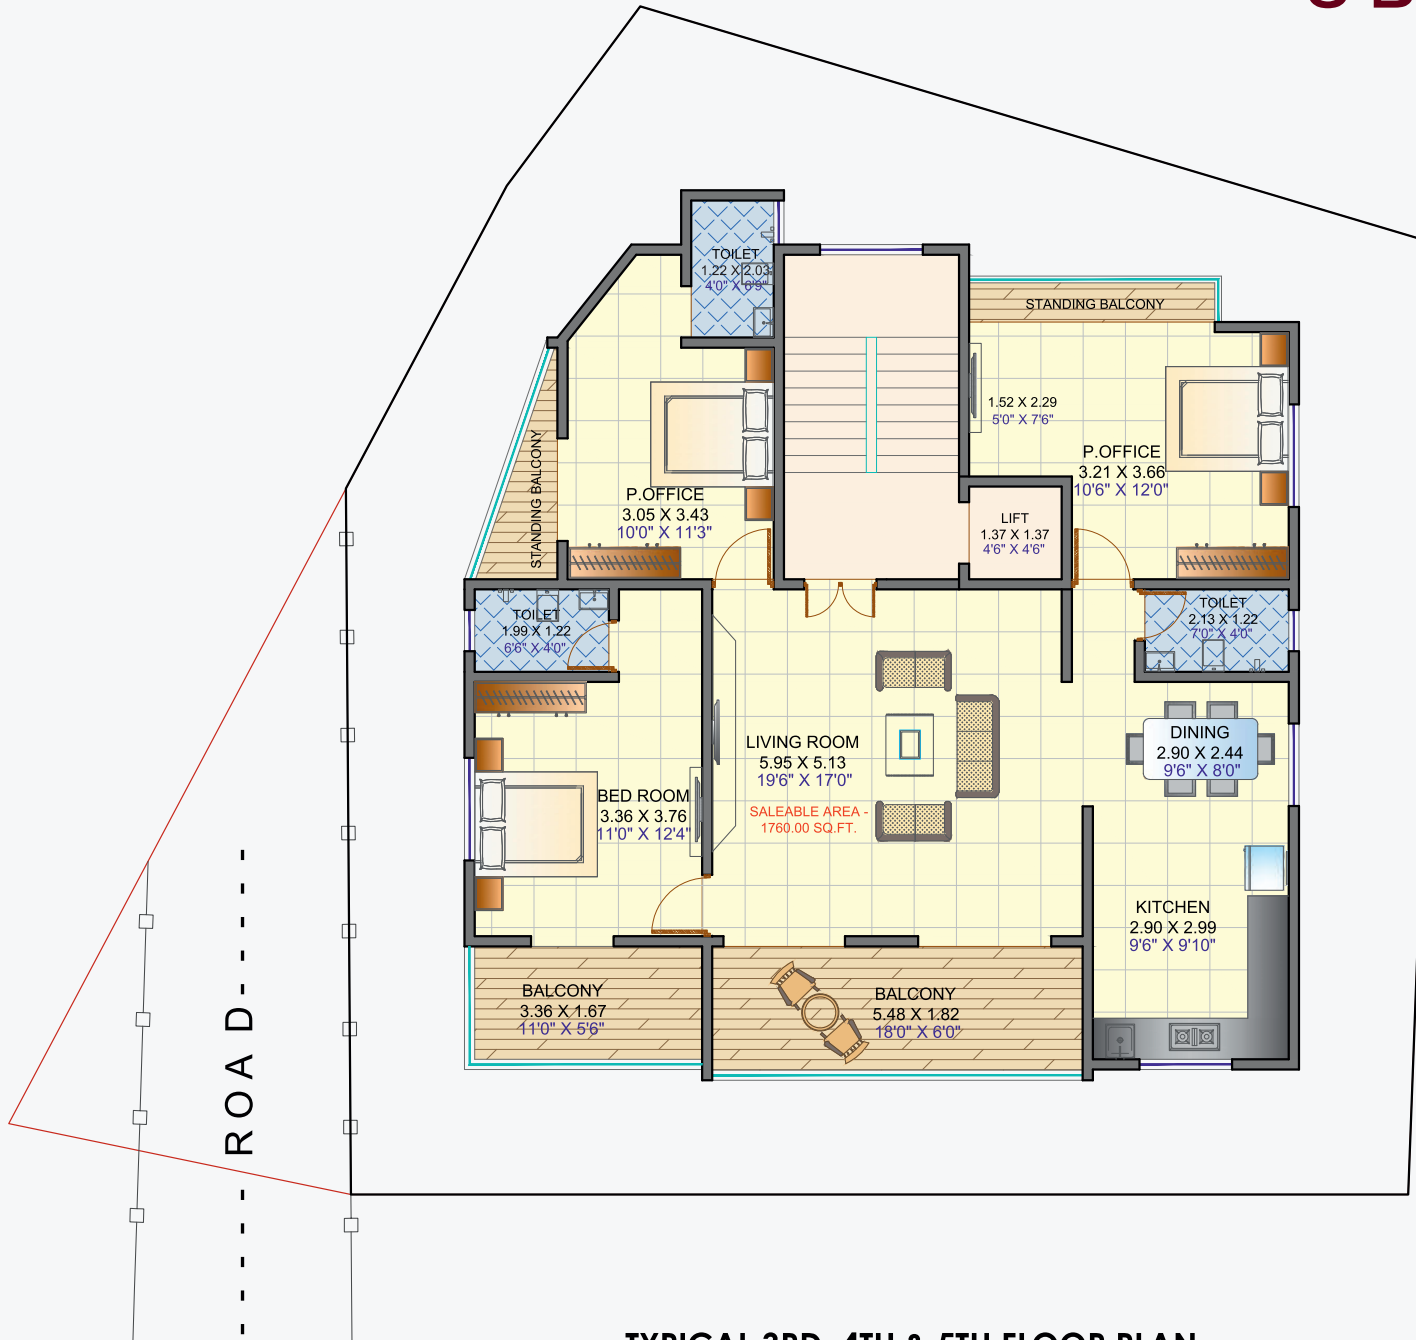 TOILET
1.22 X 2.03
4'0" X 6'9"
STANDING BALCONY
1.52 X 2.29
5'0" X 7'6"
P.OFFICE
3.21 X 3.66
10'6" X 12'0"
STANDING BALCONY
P.OFFICE
3.05 X 3.43
10'0" X 11'3"
LIFT
1.37 X 1.37
4'6" X 4'6"
TOILET
1.99 X 1.22
6'6" X 4'0"
TOILET
2.13 X 1.22
7'0" X 4'0"
LIVING ROOM
5.95 X 5.13
19'6" X 17'0"
SALEABLE AREA -
1760.00 SQ.FT.
DINING
2.90 X 2.44
9'6" X 8'0"
BED ROOM
3.36 X 3.76
11'0" X 12'4"
KITCHEN
2.90 X 2.99
9'6" X 9'10"
BALCONY
3.36 X 1.67
11'0" X 5'6"
BALCONY
5.48 X 1.82
18'0" X 6'0"
ROAD
TYPICAL 3RD, 4TH & 5TH FLOOR PLAN